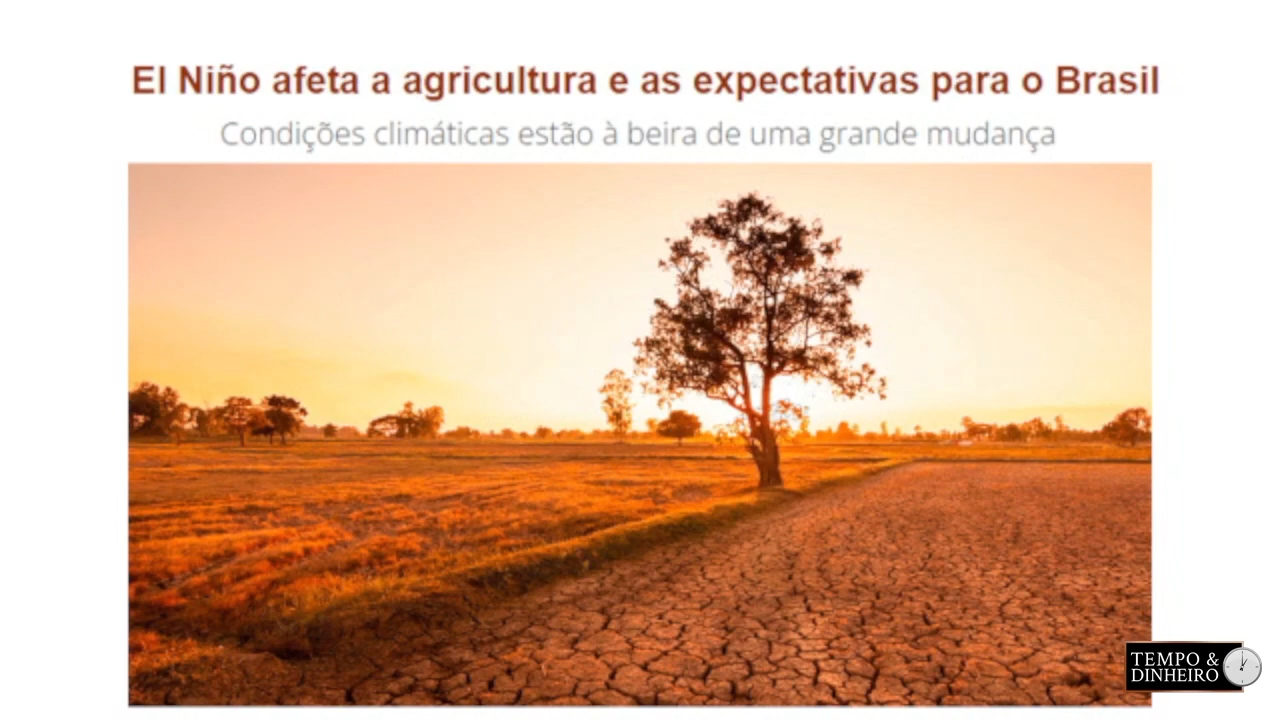 El Niño afeta a agricultura e as expectativas para o Brasil
Condições climáticas estão à beira de uma grande mudança
TEMPO &
DINHEIRO